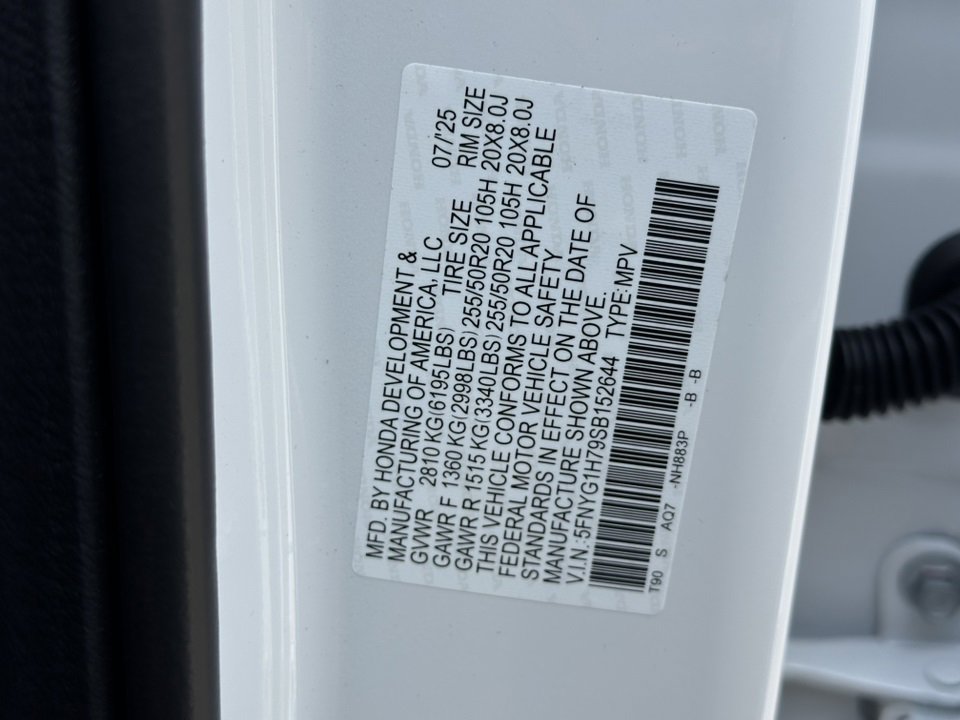 MFD. BY HONDA DEVELOPMENT &
MANUFACTURING OF AMERICA, LLC 07/'25
GVWR 2810 KG(6195LBS) TIRE SIZE RIM SIZE
GAWR F 1360 KG(2998LBS)255/50R20 105H 20X8.0J
GAWR R 1515 KG(3340LBS)255/50R20 105H 20X8.0J
THIS VEHICLE CONFORMS TO ALL APPLICABLE
FEDERAL MOTOR VEHICLE SAFETY
STANDARDS IN EFFECT ON THE DATE OF
MANUFACTURE SHOWN ABOVE.
V.I.N.:5FNYG1H79SB152644 TYPE:MPV
T90 S AQ7 -NH883P -B -B